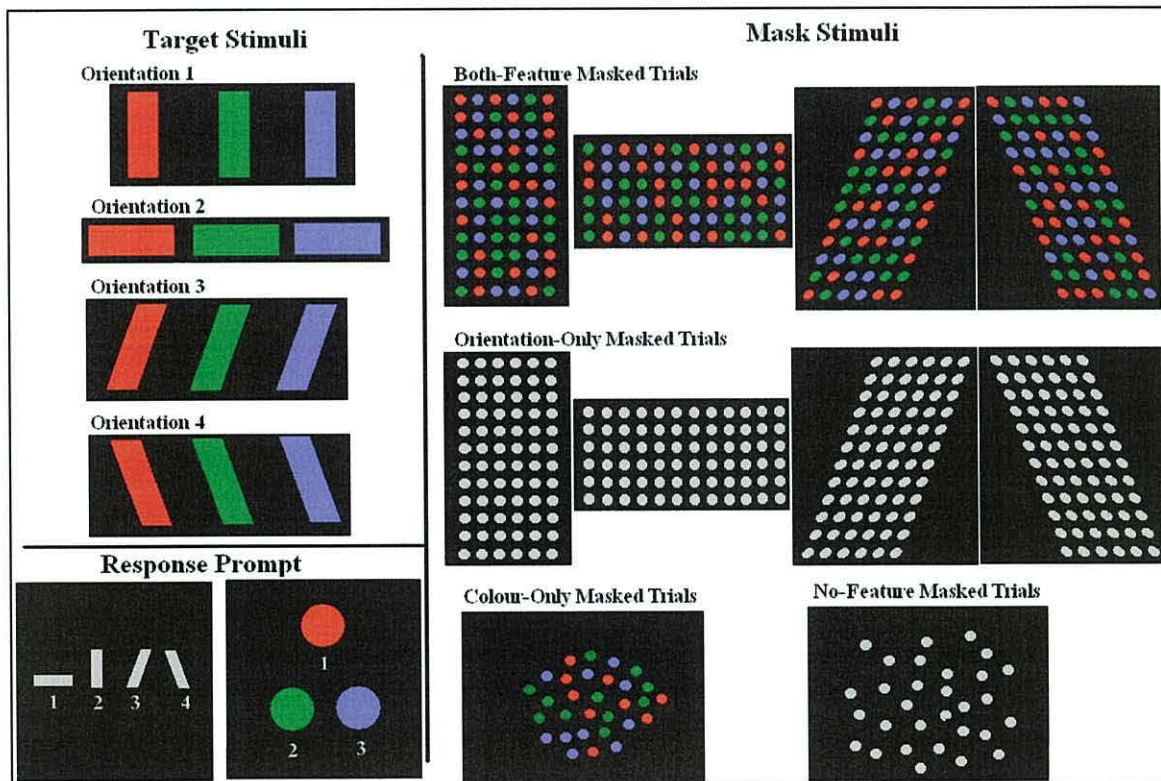 Target Stimuli
Orientation 1
Orientation 2
Orientation 3
Orientation 4
Response Prompt
1 2 3 4
1
2 3
Mask Stimuli
Both-Feature Masked Trials
Orientation-Only Masked Trials
Colour-Only Masked Trials
No-Feature Masked Trials